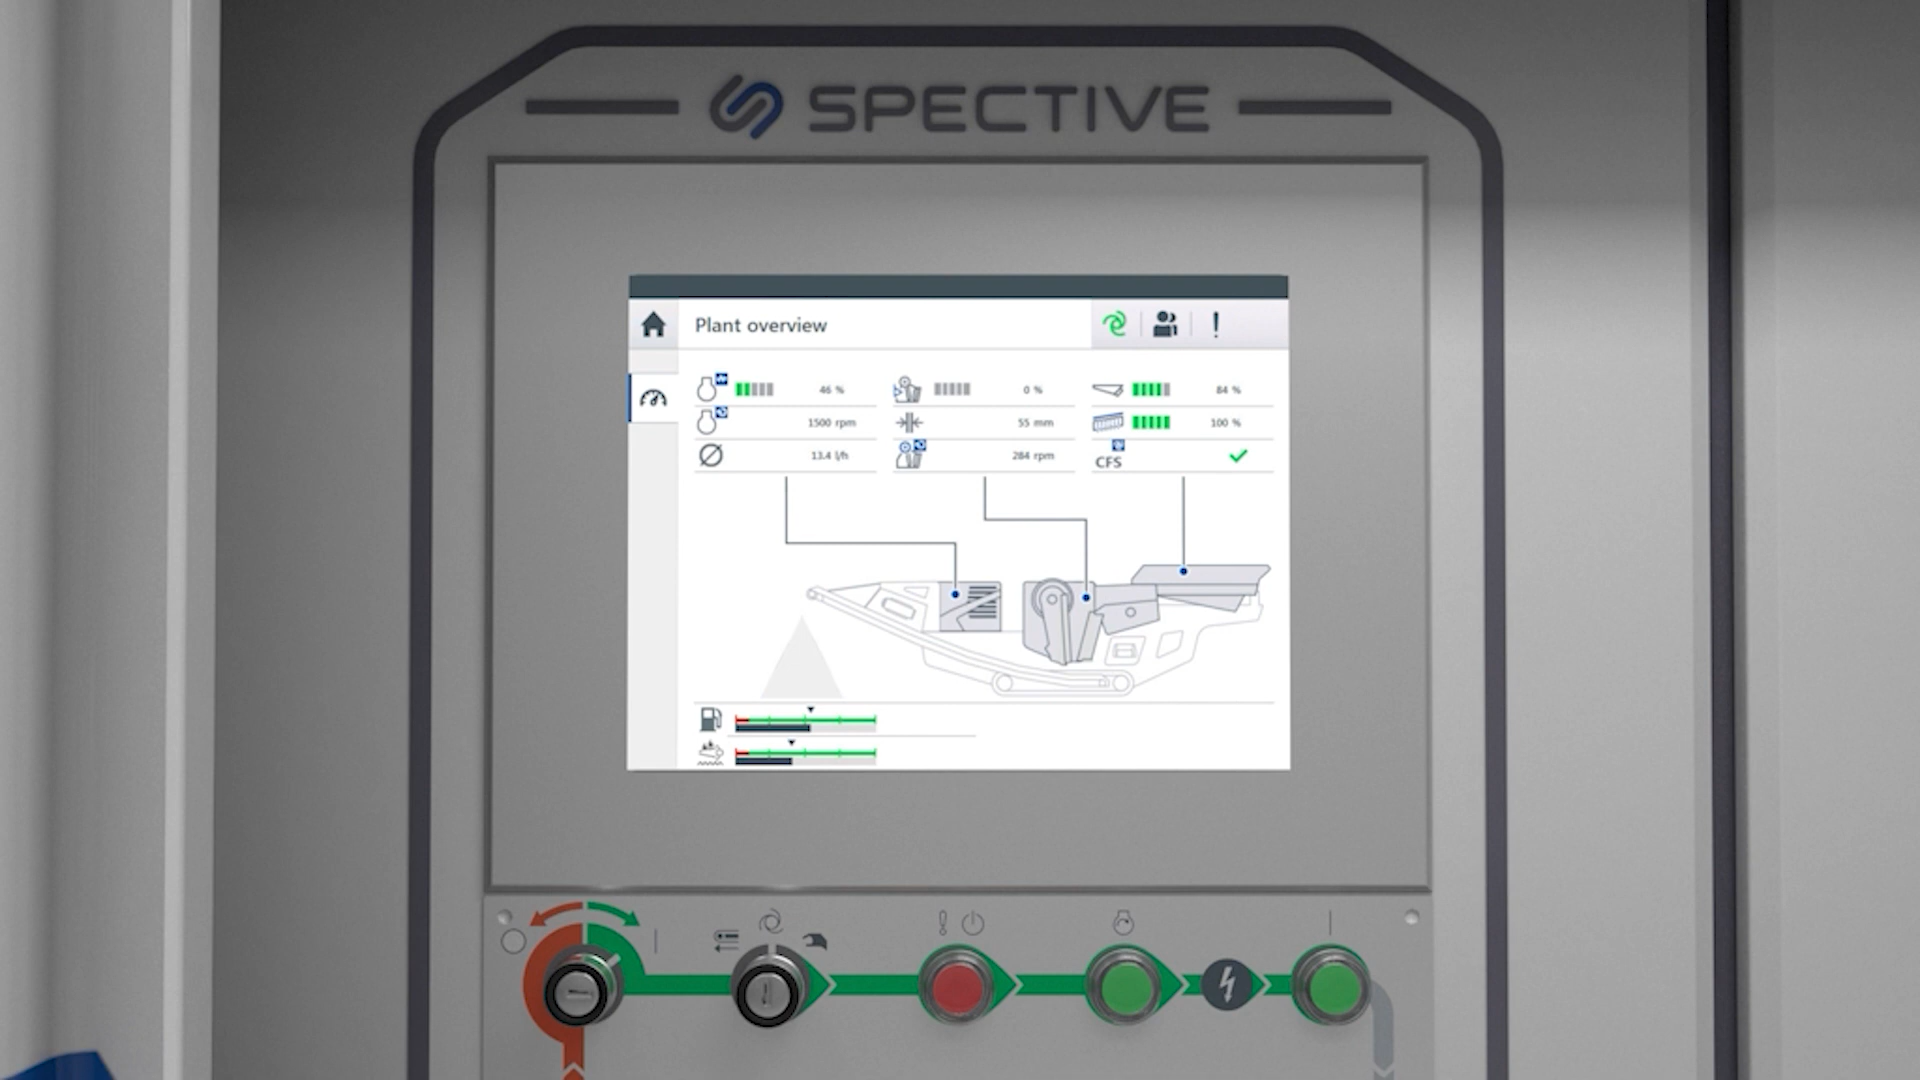 SPECTIVE
Plant overview
46 %
0 %
84 %
1500 rpm
55 mm
100 %
13.4 l/h
284 rpm
CFS